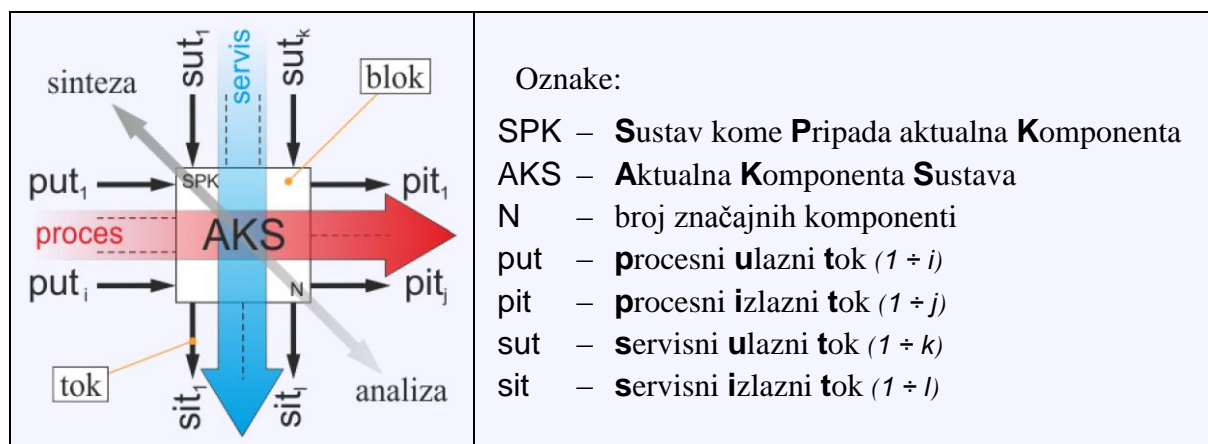 sut₁
servis
sutₖ
blok
sinteza
put₁
SPK
pit₁
proces
AKS
putᵢ
N
pitⱼ
tok
sit₁
sitₗ
analiza
Oznake:
SPK – Sustav kome Pripada aktualna Komponenta
AKS – Aktualna Komponenta Sustava
N – broj značajnih komponenti
put – procesni ulazni tok (1 ÷ i)
pit – procesni izlazni tok (1 ÷ j)
sut – servisni ulazni tok (1 ÷ k)
sit – servisni izlazni tok (1 ÷ l)